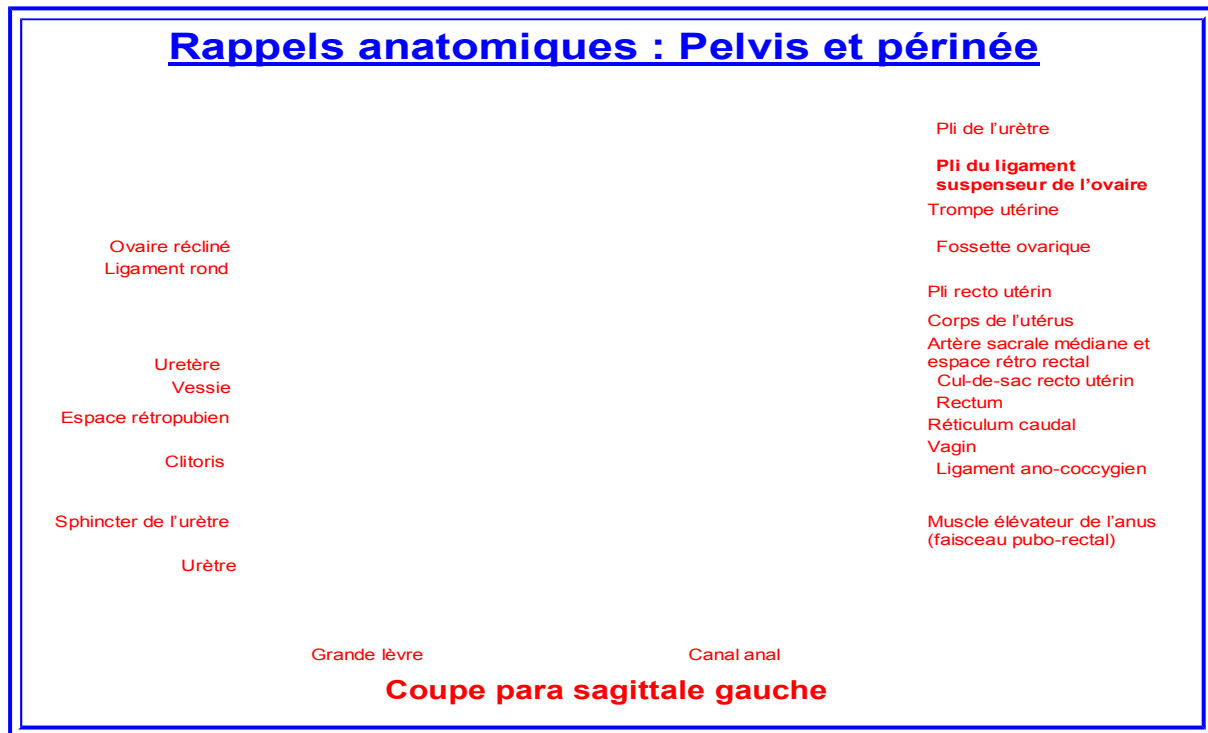 Rappels anatomiques : Pelvis et périnée
Pli de l'urètre
Pli du ligament
suspenseur de l'ovaire
Trompe utérine
Ovaire récliné
Fossette ovarique
Ligament rond
Pli recto utérin
Corps de l'utérus
Artère sacrale médiane et
espace rétro rectal
Uretère
Cul-de-sac recto utérin
Vessie
Rectum
Espace rétropubien
Réticulum caudal
Vagin
Clitoris
Ligament ano-coccygien
Sphincter de l'urètre
Muscle élévateur de l'anus
(faisceau pubo-rectal)
Urètre
Grande lèvre
Canal anal
Coupe para sagittale gauche